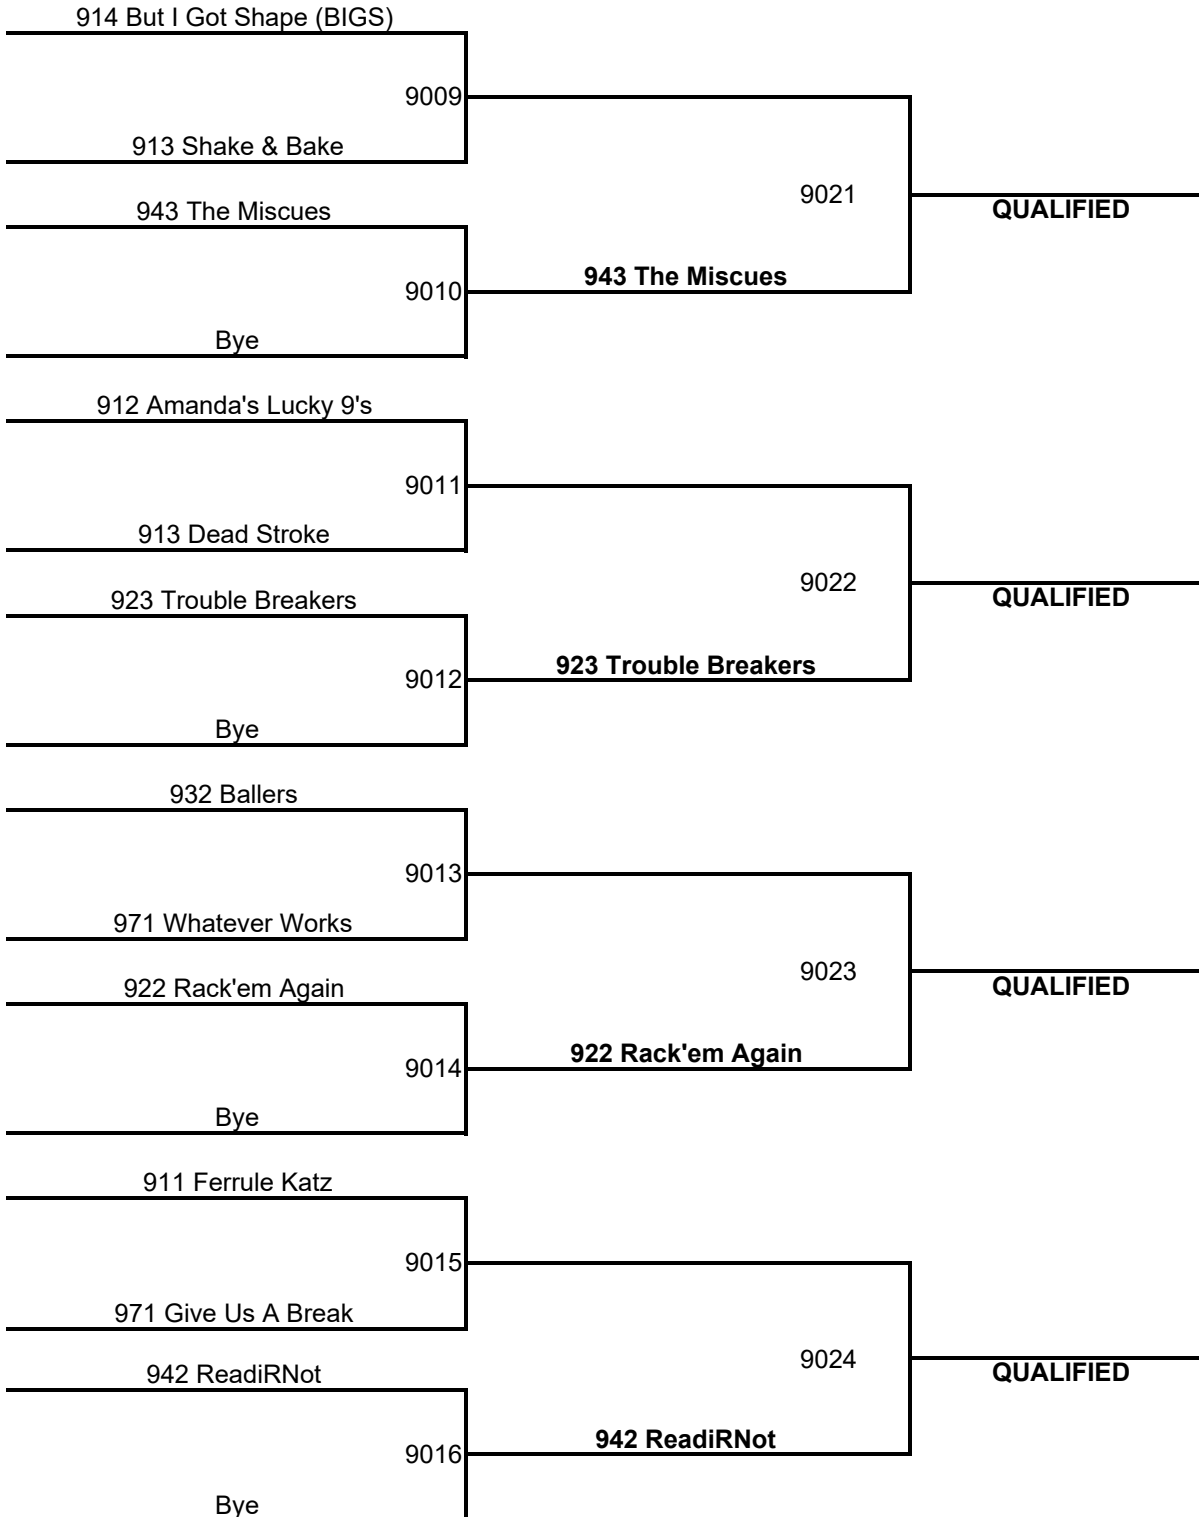 914 But I Got Shape (BIGS)
9009
913 Shake & Bake
9021
QUALIFIED
943 The Miscues
943 The Miscues
9010
Bye
912 Amanda's Lucky 9's
9011
913 Dead Stroke
9022
QUALIFIED
923 Trouble Breakers
923 Trouble Breakers
9012
Bye
932 Ballers
9013
971 Whatever Works
9023
QUALIFIED
922 Rack'em Again
922 Rack'em Again
9014
Bye
911 Ferrule Katz
9015
971 Give Us A Break
9024
QUALIFIED
942 ReadiRNot
942 ReadiRNot
9016
Bye